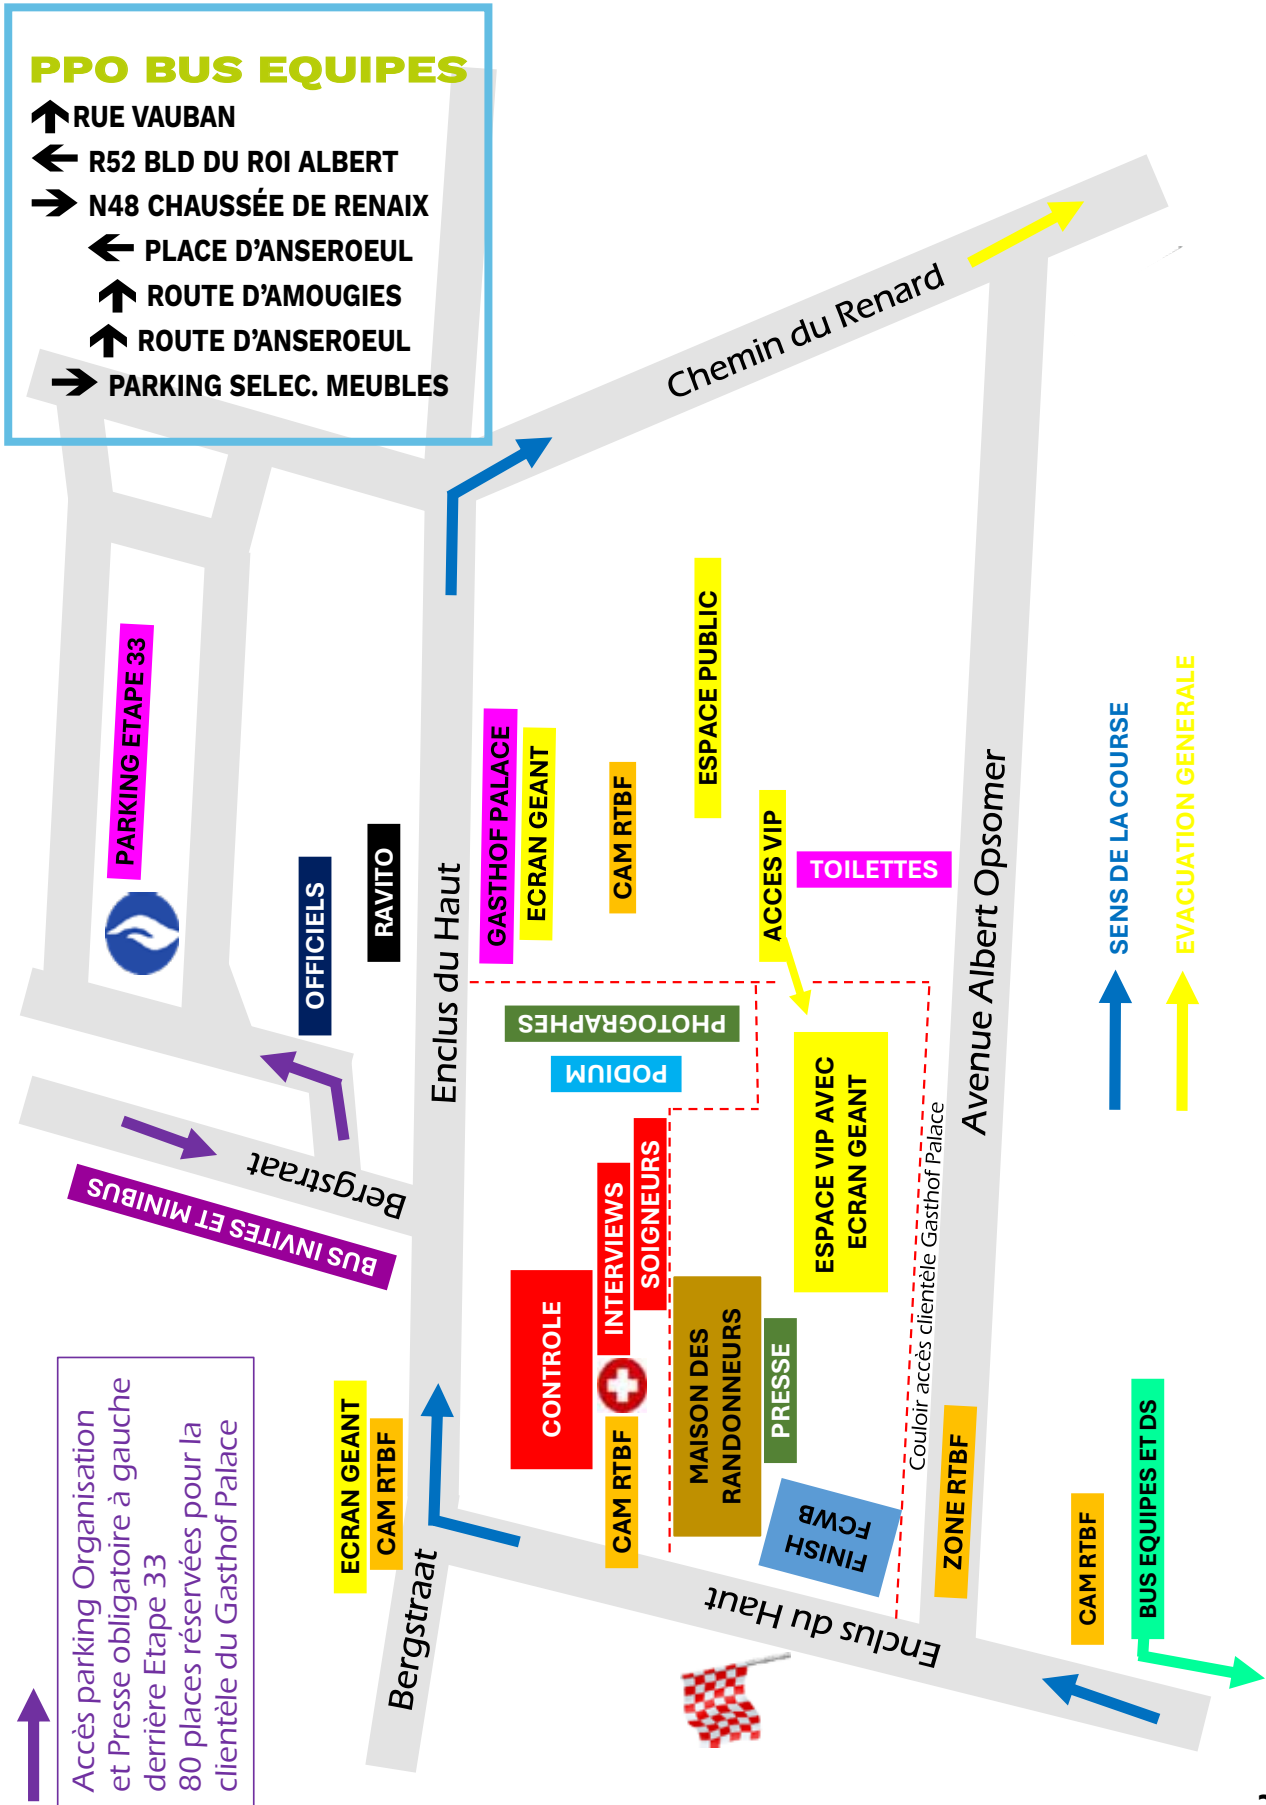 PPO BUS EQUIPES
RUE VAUBAN
R52 BLD DU ROI ALBERT
N48 CHAUSSÉE DE RENAIX
PLACE D'ANSEROEUL
ROUTE D'AMOUGIES
ROUTE D'ANSEROEUL
PARKING SELEC. MEUBLES
Chemin du Renard
PARKING ETAPE 33
OFFICIELS
RAVITO
Enclus du Haut
GASTHOF PALACE
ECRAN GEANT
CAM RTBF
ESPACE PUBLIC
ACCES VIP
TOILETTES
Avenue Albert Opsomer
SENS DE LA COURSE
EVACUATION GENERALE
PHOTOGRAPHES
PODIUM
ESPACE VIP AVEC
ECRAN GEANT
Couloir accès clientèle Gasthof Palace
Bergstraat
BUS INVITES ET MINIBUS
CONTROLE
INTERVIEWS
SOIGNEURS
MAISON DES
RANDONNEURS
PRESSE
FINISH
FCWB
ZONE RTBF
CAM RTBF
ECRAN GEANT
CAM RTBF
Bergstraat
Enclus du Haut
CAM RTBF
BUS EQUIPES ET DS
Accès parking Organisation
et Presse obligatoire à gauche
derrière Etape 33
80 places réservées pour la
clientèle du Gasthof Palace